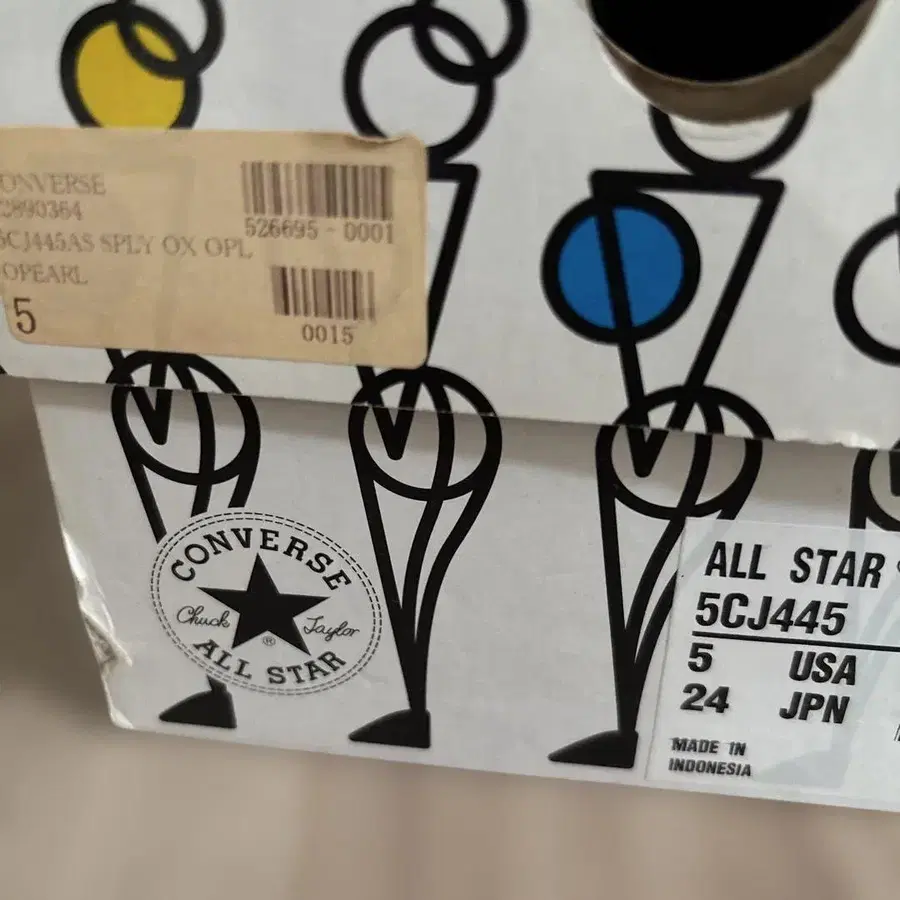 ONVERSE
2890364
5CJ445AS SPLY OX OPL
OPEARL
5
526695-0001
0015
CONVERSE
Chuck Taylor
®
ALL STAR
ALL STAR
5CJ445
5 USA
24 JPN
MADE IN
INDONESIA